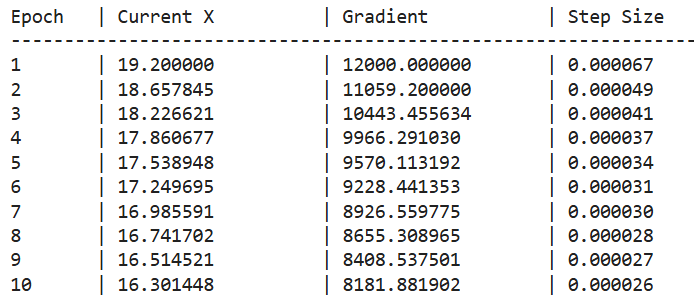 Epoch | Current X | Gradient | Step Size
----------------------------------------------------------------
1 | 19.200000 | 12000.000000 | 0.000067
2 | 18.657845 | 11059.200000 | 0.000049
3 | 18.226621 | 10443.455634 | 0.000041
4 | 17.860677 | 9966.291030 | 0.000037
5 | 17.538948 | 9570.113192 | 0.000034
6 | 17.249695 | 9228.441353 | 0.000031
7 | 16.985591 | 8926.559775 | 0.000030
8 | 16.741702 | 8655.308965 | 0.000028
9 | 16.514521 | 8408.537501 | 0.000027
10 | 16.301448 | 8181.881902 | 0.000026